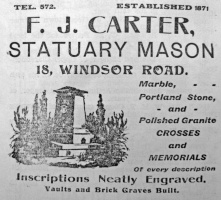 TEL. 572. ESTABLISHED 1871
F. J. CARTER,
STATUARY MASON
18, WINDSOR ROAD.
Marble, - -
Portland Stone,
- and -
Polished Granite
CROSSES
and
MEMORIALS
Of every description
Inscriptions Neatly Engraved.
Vaults and Brick Graves Built.